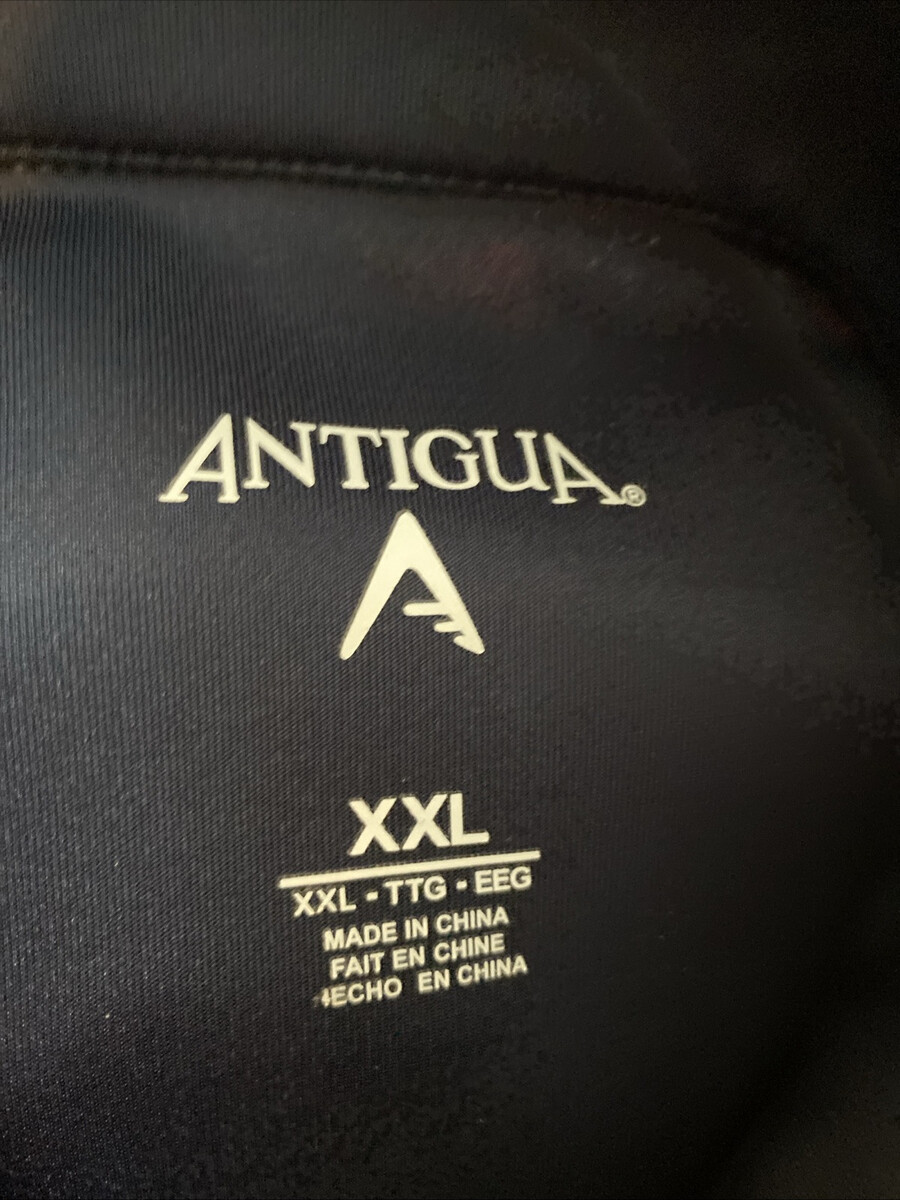 ANTIGUA®
XXL
XXL - TTG - EEG
MADE IN CHINA
FAIT EN CHINE
HECHO EN CHINA